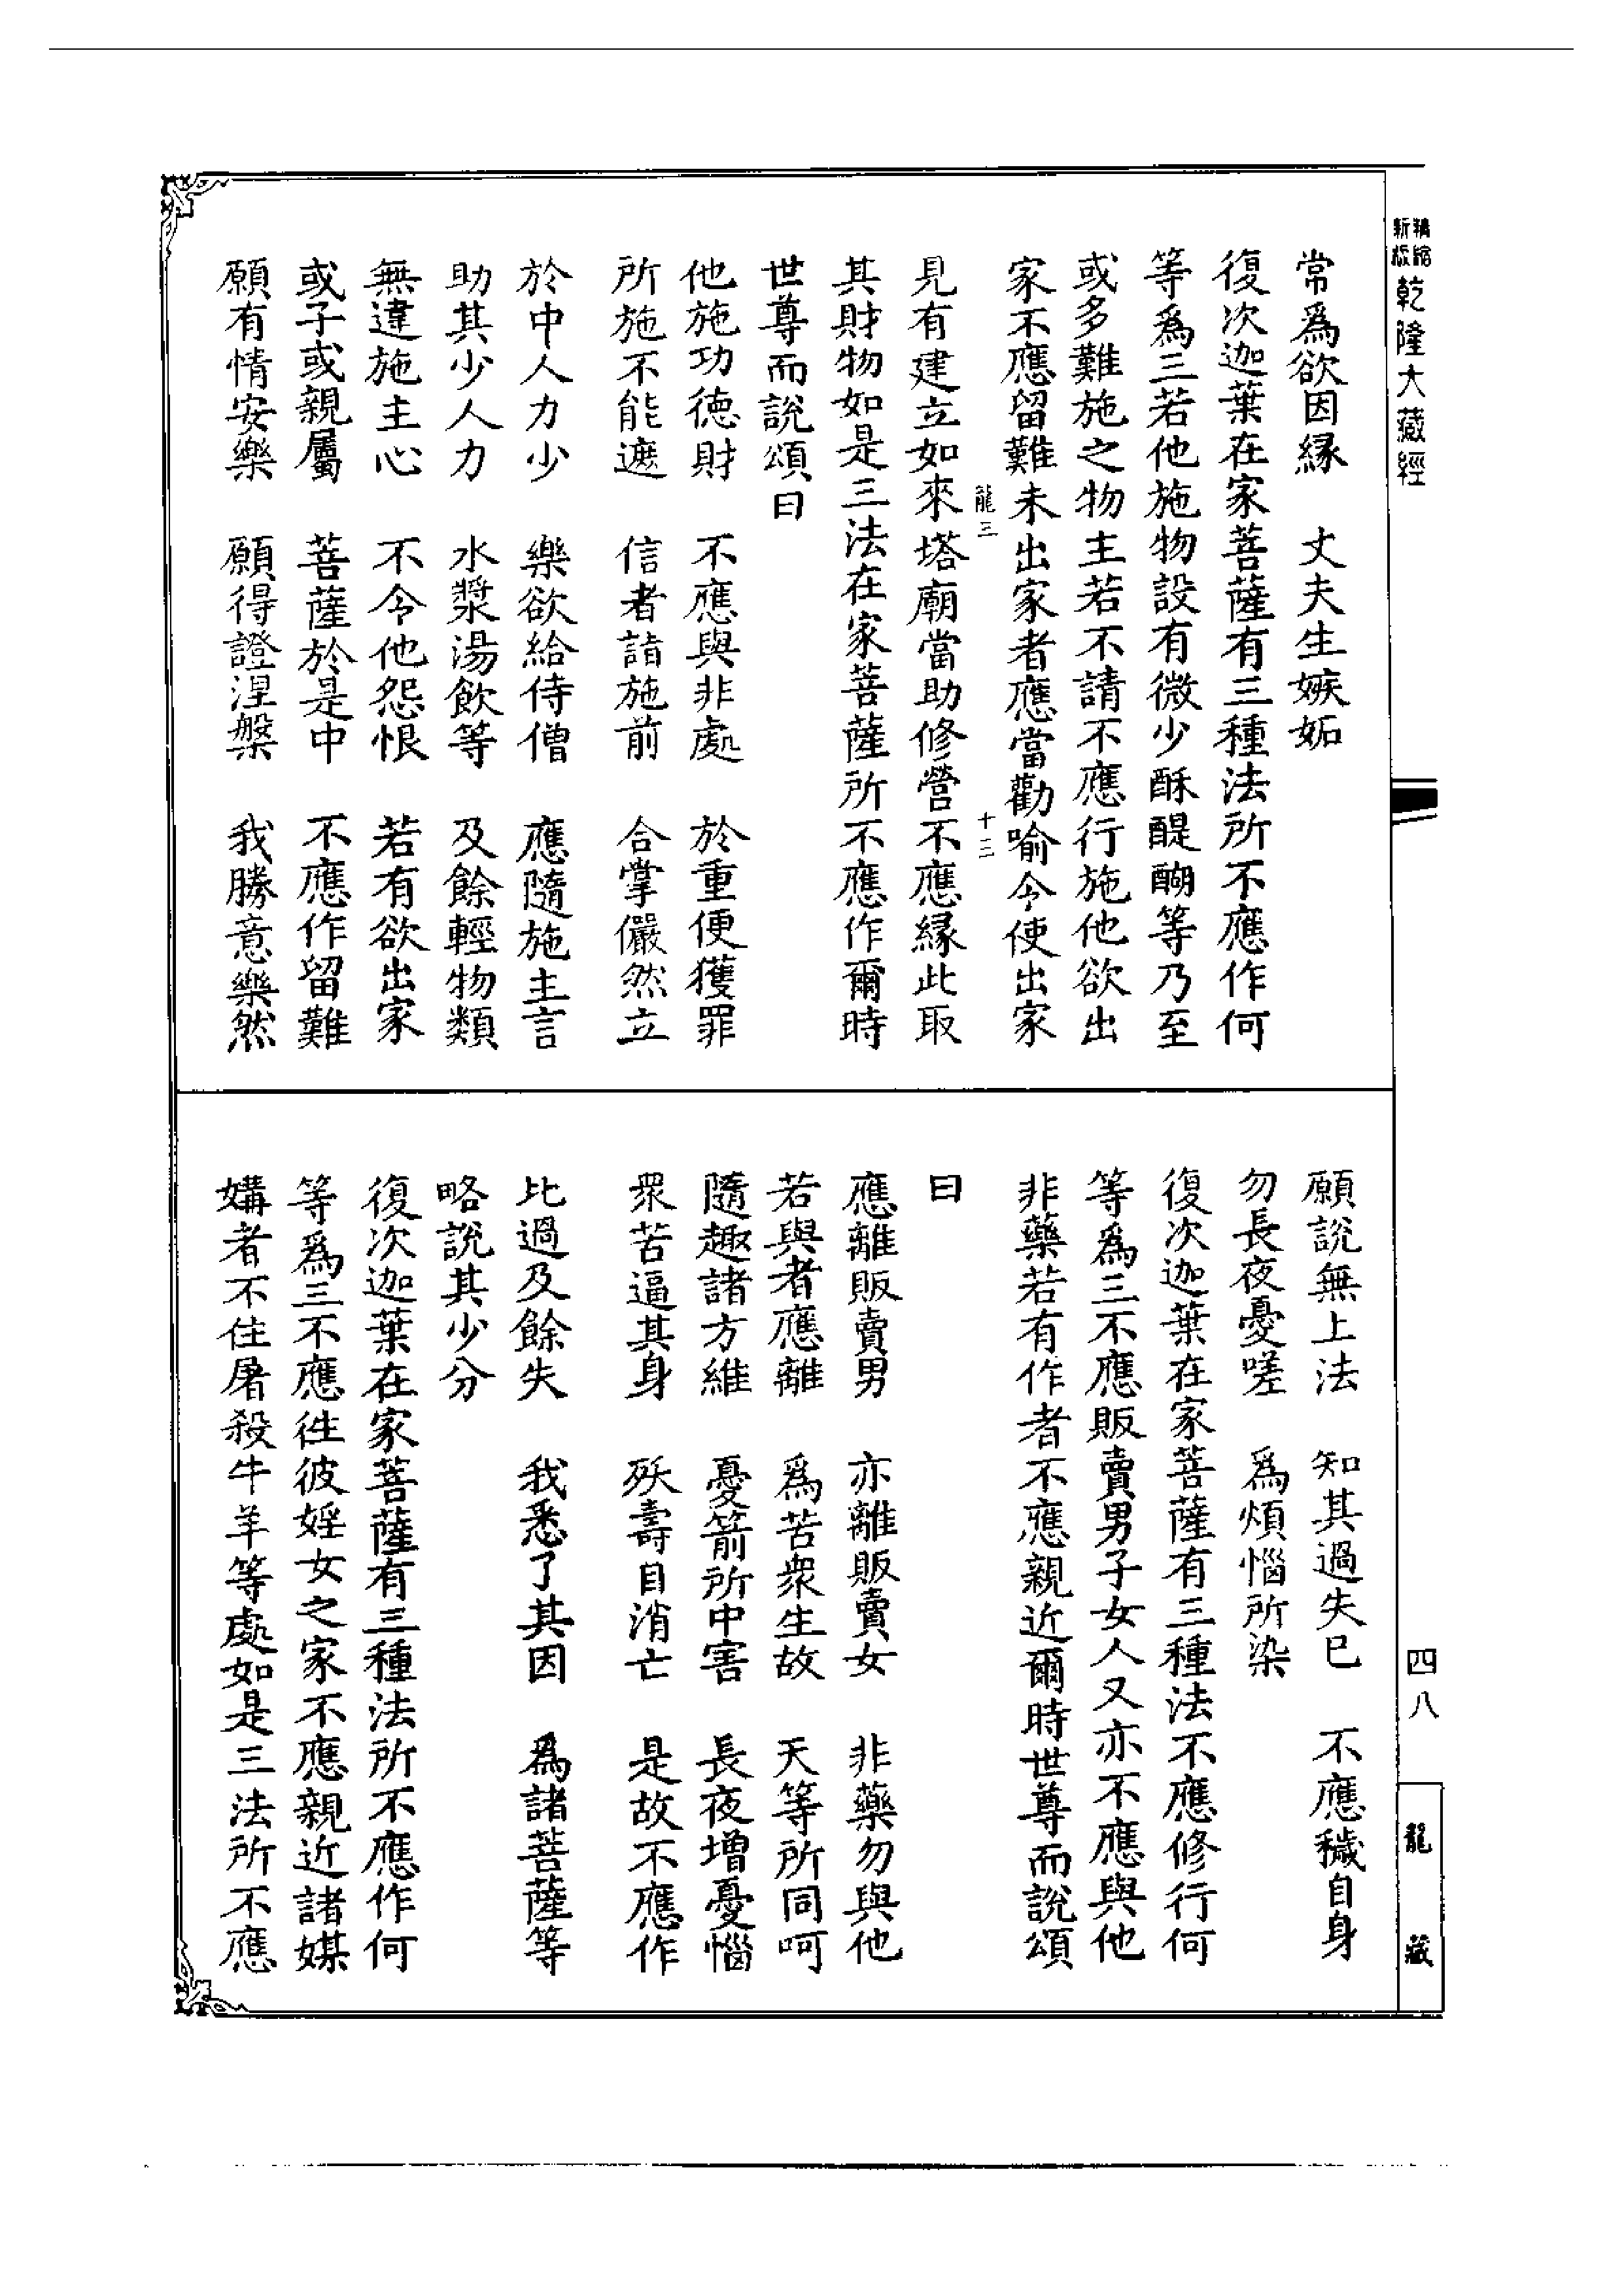 精縮新版乾隆大藏經
常爲欲因緣　丈夫生嫉妬
復次迦葉在家菩薩有三種法所不應作何
等爲三若他施物設有微少酥醍醐等乃至
或多難施之物主若不請不應行施他欲出
家不應留難未出家者應當勸喻令使出家
龍三　十二
見有建立如來塔廟當助修營不應緣此取
其財物如是三法在家菩薩所不應作爾時
世尊而說頌曰
他施功德財　不應與非處　於重便獲罪
所施不能遮　信者詣施前　合掌儼然立
於中人力少　樂欲給侍僧　應隨施主言
助其少人力　水漿湯飲等　及餘輕物類
無違施主心　不令他怨恨　若有欲出家
或子或親屬　菩薩於是中　不應作留難
願有情安樂　願得證涅槃　我勝意樂然
願說無上法　知其過失已　不應穢自身
勿長夜憂嗟　爲煩惱所染
復次迦葉在家菩薩有三種法不應修行何
等爲三不應販賣男子女人又亦不應與他
非藥若有作者不應親近爾時世尊而說頌
曰
應離販賣男　亦離販賣女　非藥勿與他
若與者應離　爲苦衆生故　天等所同呵
隨趣諸方維　憂箭所中害　長夜增憂惱
衆苦逼其身　殀壽自消亡　是故不應作
比過及餘失　我悉了其因　爲諸菩薩等
略說其少分
復次迦葉在家菩薩有三種法所不應作何
等爲三不應往彼婬女之家不應親近諸媒
媾者不住屠殺牛羊等處如是三法所不應
四八
龍藏